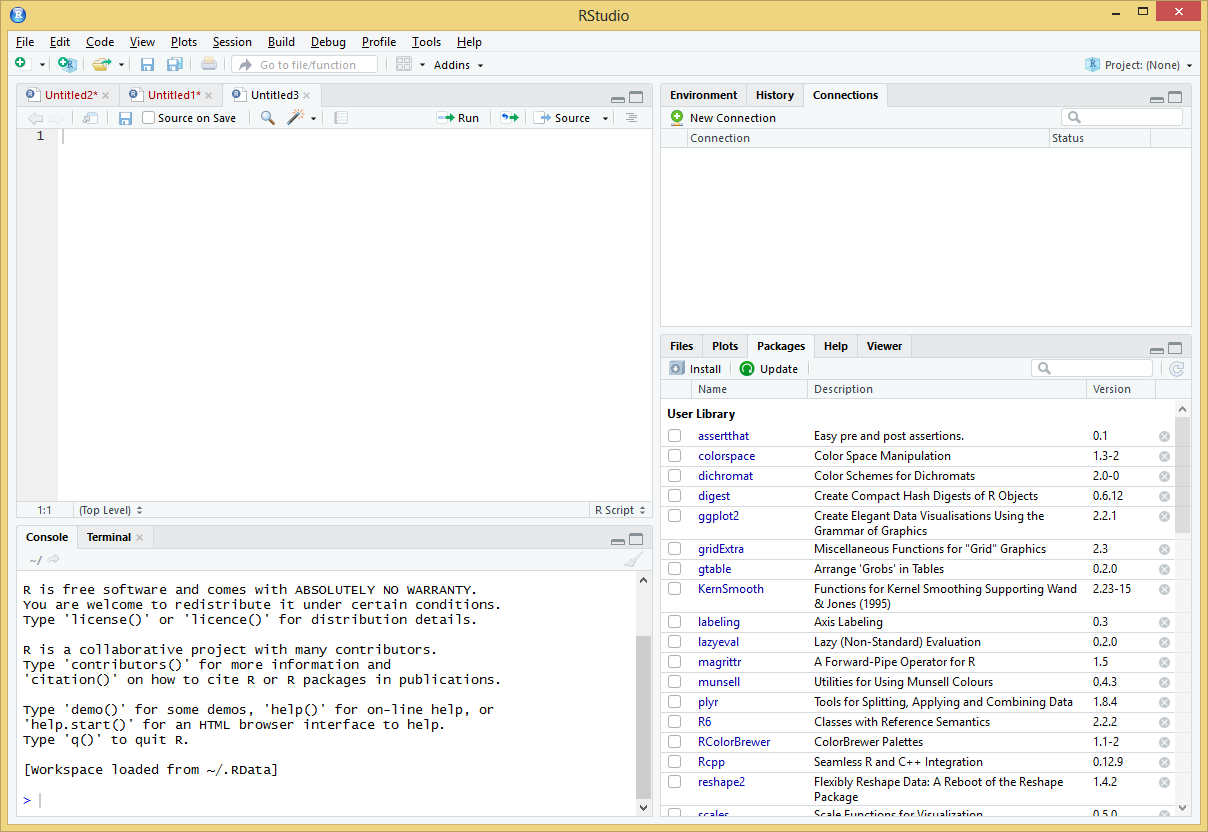 RStudio
File Edit Code View Plots Session Build Debug Profile Tools Help
Go to file/function Addins Project: (None)
Untitled2* Untitled1* Untitled3
Source on Save Run Source
1
1:1 (Top Level) R Script
Console Terminal
~/
R is free software and comes with ABSOLUTELY NO WARRANTY.
You are welcome to redistribute it under certain conditions.
Type 'license()' or 'licence()' for distribution details.
R is a collaborative project with many contributors.
Type 'contributors()' for more information and
'citation()' on how to cite R or R packages in publications.
Type 'demo()' for some demos, 'help()' for on-line help, or
'help.start()' for an HTML browser interface to help.
Type 'q()' to quit R.
[Workspace loaded from ~/.RData]
>
Environment History Connections
New Connection
Connection Status
Files Plots Packages Help Viewer
Install Update
Name Description Version
User Library
assertthat Easy pre and post assertions. 0.1
colorspace Color Space Manipulation 1.3-2
dichromat Color Schemes for Dichromats 2.0-0
digest Create Compact Hash Digests of R Objects 0.6.12
ggplot2 Create Elegant Data Visualisations Using the 2.2.1
Grammar of Graphics
gridExtra Miscellaneous Functions for "Grid" Graphics 2.3
gtable Arrange 'Grobs' in Tables 0.2.0
KernSmooth Functions for Kernel Smoothing Supporting Wand 2.23-15
& Jones (1995)
labeling Axis Labeling 0.3
lazyeval Lazy (Non-Standard) Evaluation 0.2.0
magrittr A Forward-Pipe Operator for R 1.5
munsell Utilities for Using Munsell Colours 0.4.3
plyr Tools for Splitting, Applying and Combining Data 1.8.4
R6 Classes with Reference Semantics 2.2.2
RColorBrewer ColorBrewer Palettes 1.1-2
Rcpp Seamless R and C++ Integration 0.12.9
reshape2 Flexibly Reshape Data: A Reboot of the Reshape 1.4.2
Package
scales Scale Functions for Visualization 0.5.0